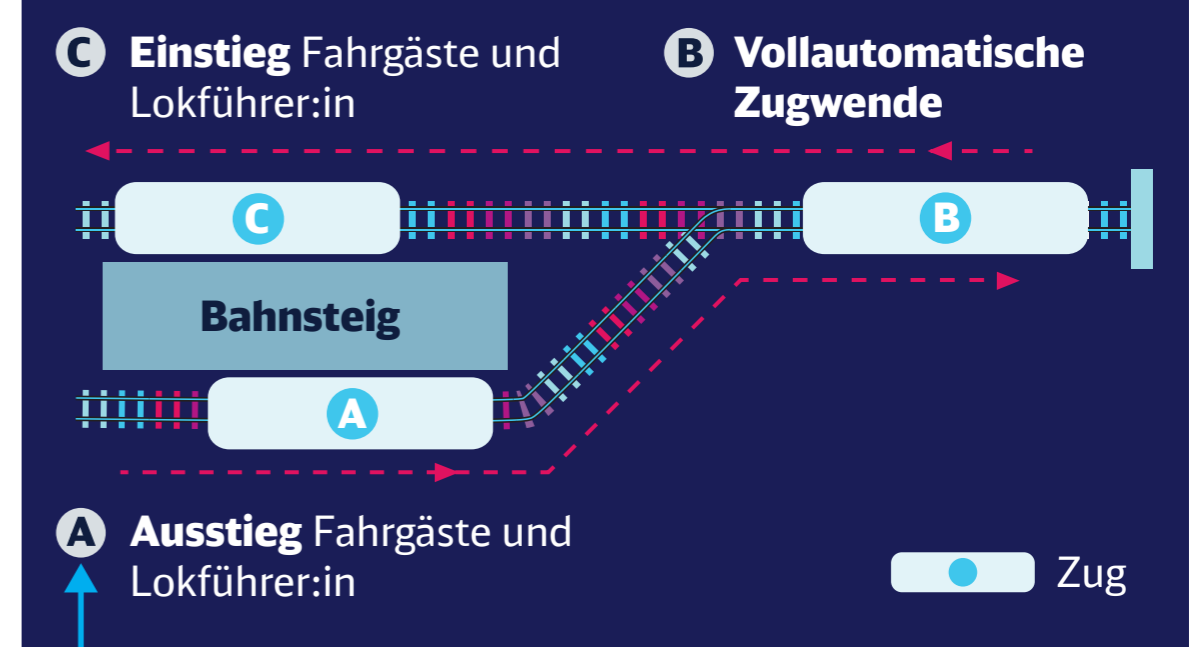 C Einstieg Fahrgäste und
Lokführer:in
B Vollautomatische
Zugwende
C
B
Bahnsteig
A
A Ausstieg Fahrgäste und
Lokführer:in
Zug